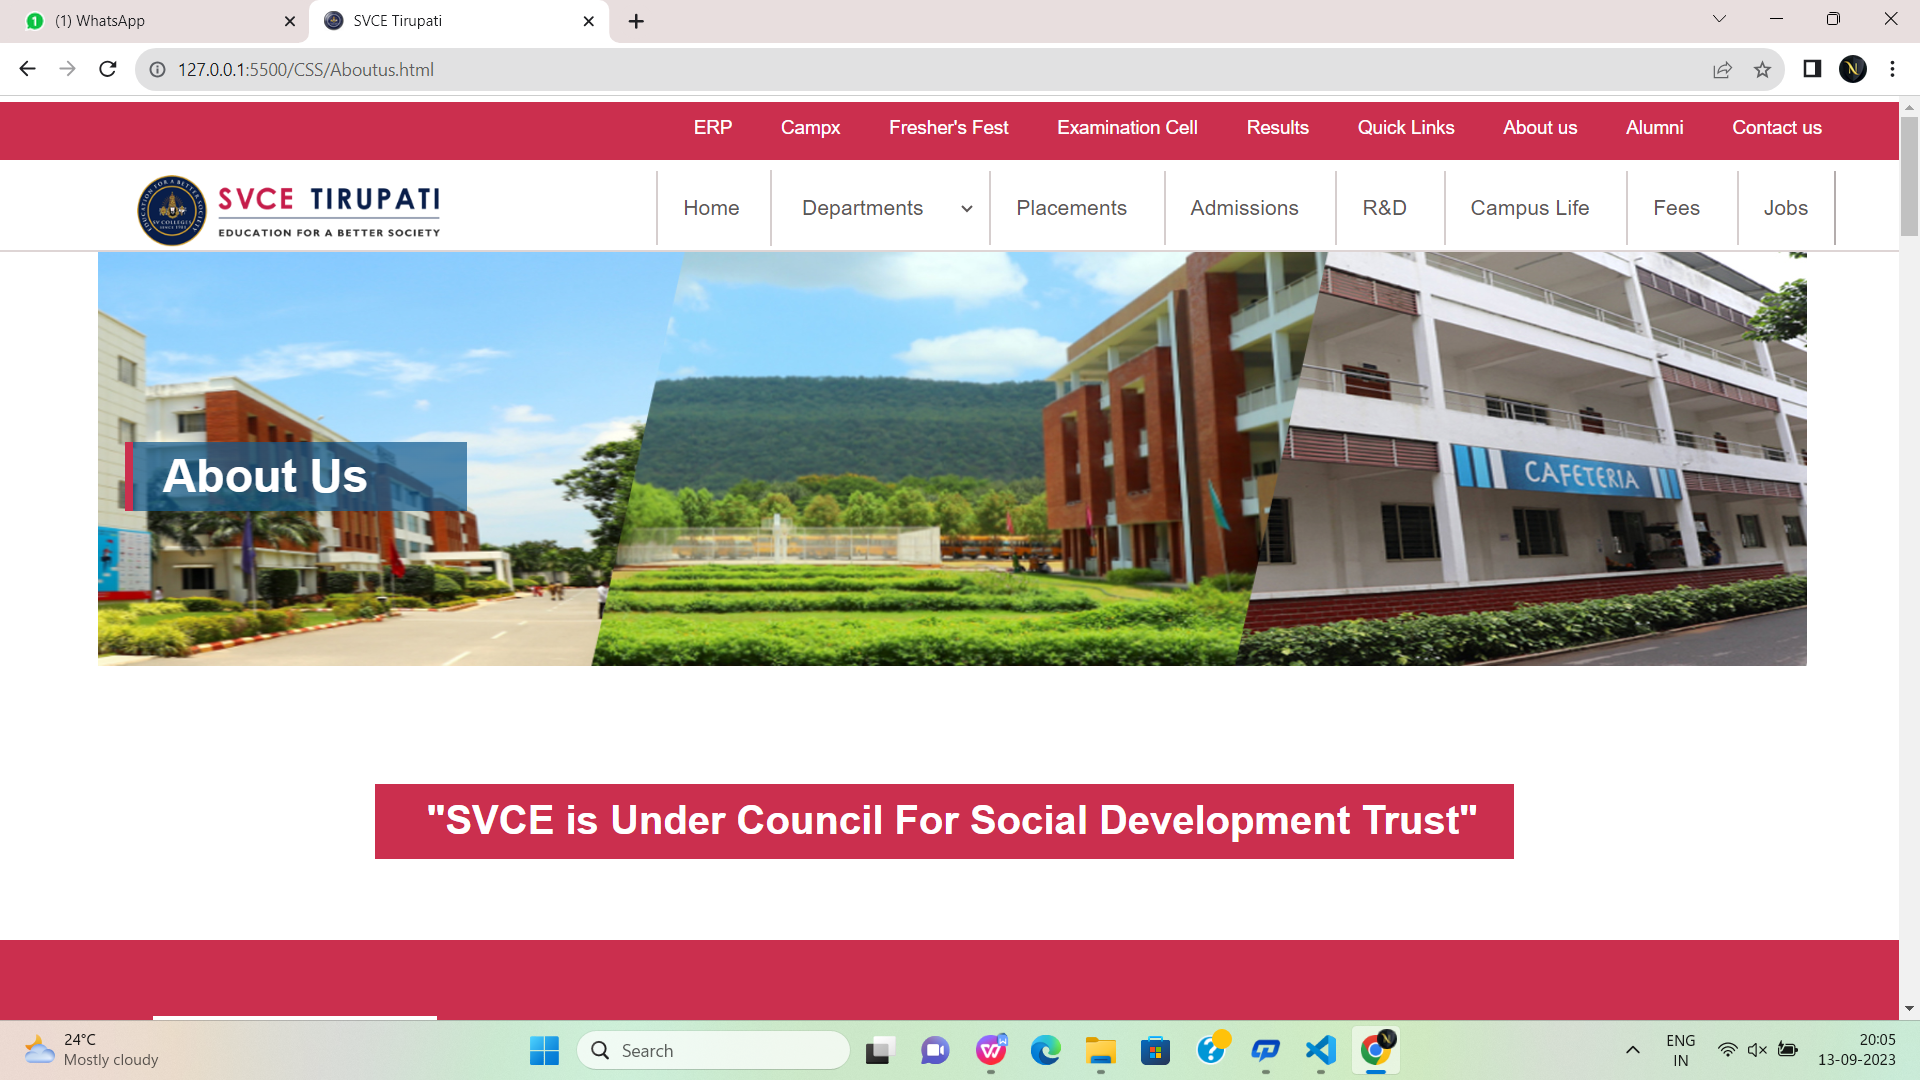 (1) WhatsApp
SVCE Tirupati
127.0.0.1:5500/CSS/Aboutus.html
ERP Campx Fresher's Fest Examination Cell Results Quick Links About us Alumni Contact us
SVCE TIRUPATI
EDUCATION FOR A BETTER SOCIETY
Home Departments Placements Admissions R&D Campus Life Fees Jobs
About Us
CAFETERIA
"SVCE is Under Council For Social Development Trust"
24°C
Mostly cloudy
Search
ENG
IN
20:05
13-09-2023